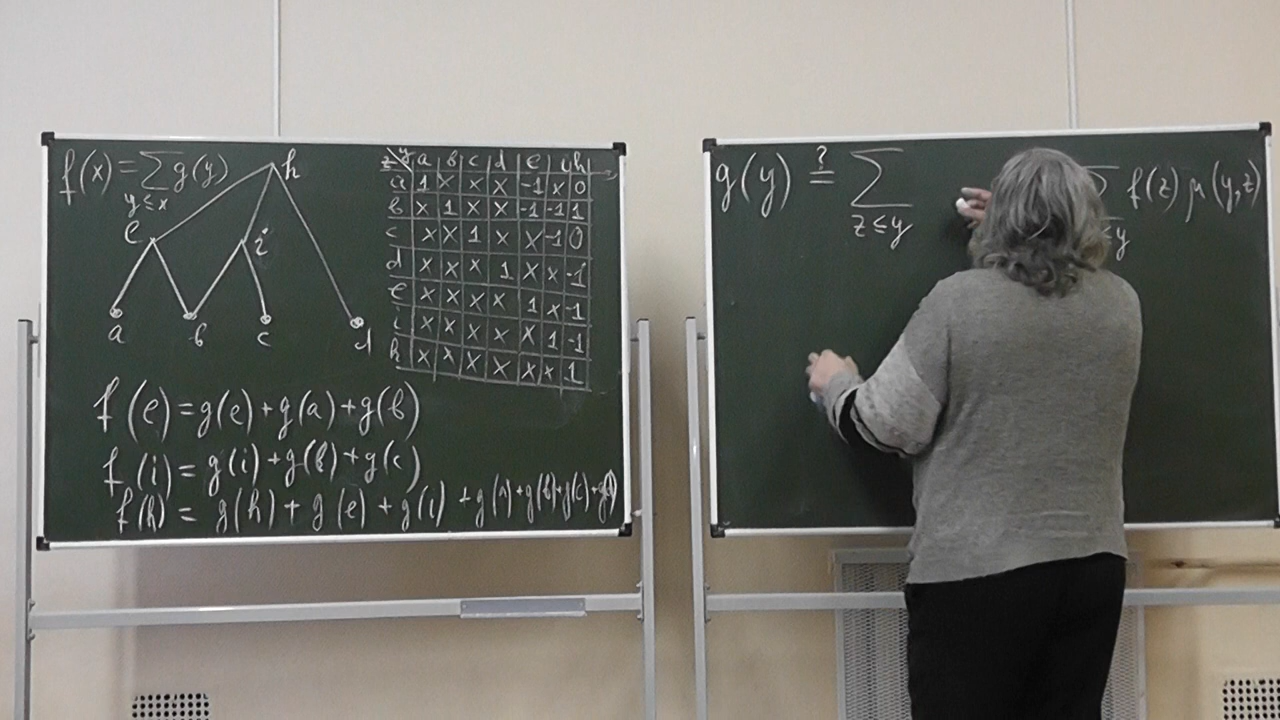 f(x) = ∑ g(y)
y ≤ x
h
e
i
a
b
c
d
z\y a b c d e i h
a 1 x x x -1 x 0
b x 1 x x -1 -1 1
c x x 1 x x -1 0
d x x x 1 x x -1
e x x x x 1 x -1
i x x x x x 1 -1
h x x x x x x 1
f(e) = g(e) + g(a) + g(b)
f(i) = g(i) + g(b) + g(c)
f(h) = g(h) + g(e) + g(i) + g(a) + g(b) + g(c) + g(d)
g(y) ≟ ∑
z ≤ y
∑ f(z) μ(y,z)
≤ y